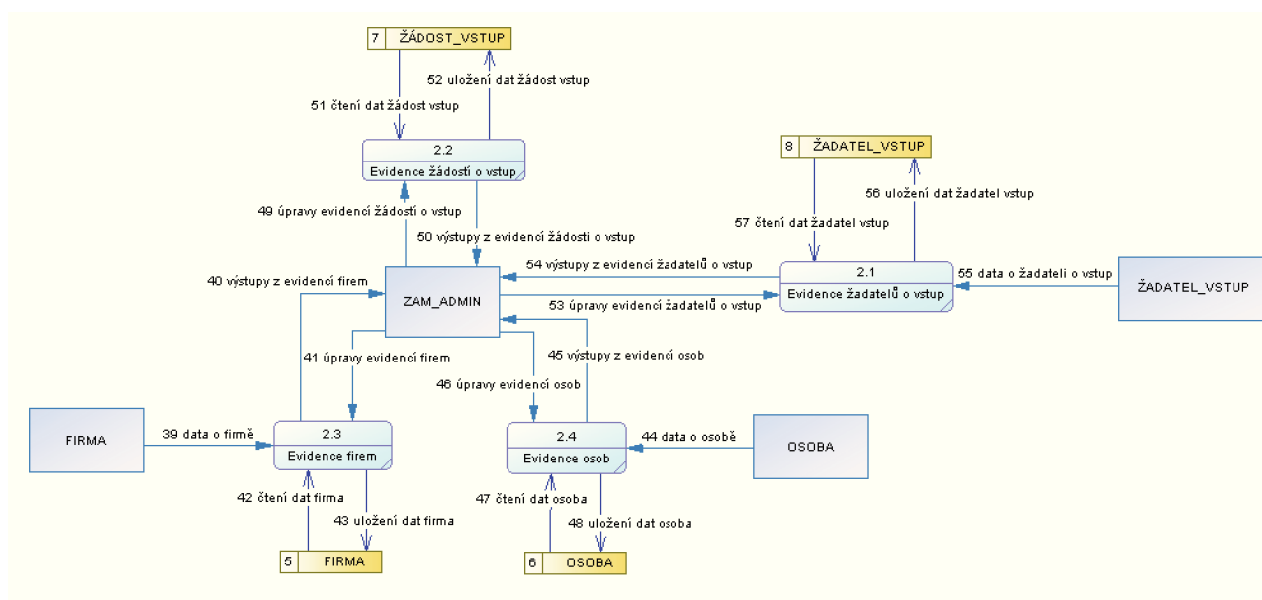 7 ŽÁDOST_VSTUP
52 uložení dat žádost vstup
51 čtení dat žádost vstup
2.2
Evidence žádostí o vstup
8 ŽADATEL_VSTUP
56 uložení dat žadatel vstup
49 úpravy evidencí žádostí o vstup
57 čtení dat žadatel vstup
50 výstupy z evidencí žádosti o vstup
54 výstupy z evidencí žadatelů o vstup
2.1
Evidence žadatelů o vstup
55 data o žadateli o vstup
ŽADATEL_VSTUP
40 výstupy z evidencí firem
ZAM_ADMIN
53 úpravy evidencí žadatelů o vstup
41 úpravy evidencí firem
45 výstupy z evidencí osob
46 úpravy evidencí osob
FIRMA
39 data o firmě
2.3
Evidence firem
2.4
Evidence osob
44 data o osobě
OSOBA
42 čtení dat firma
47 čtení dat osoba
43 uložení dat firma
48 uložení dat osoba
5 FIRMA
6 OSOBA